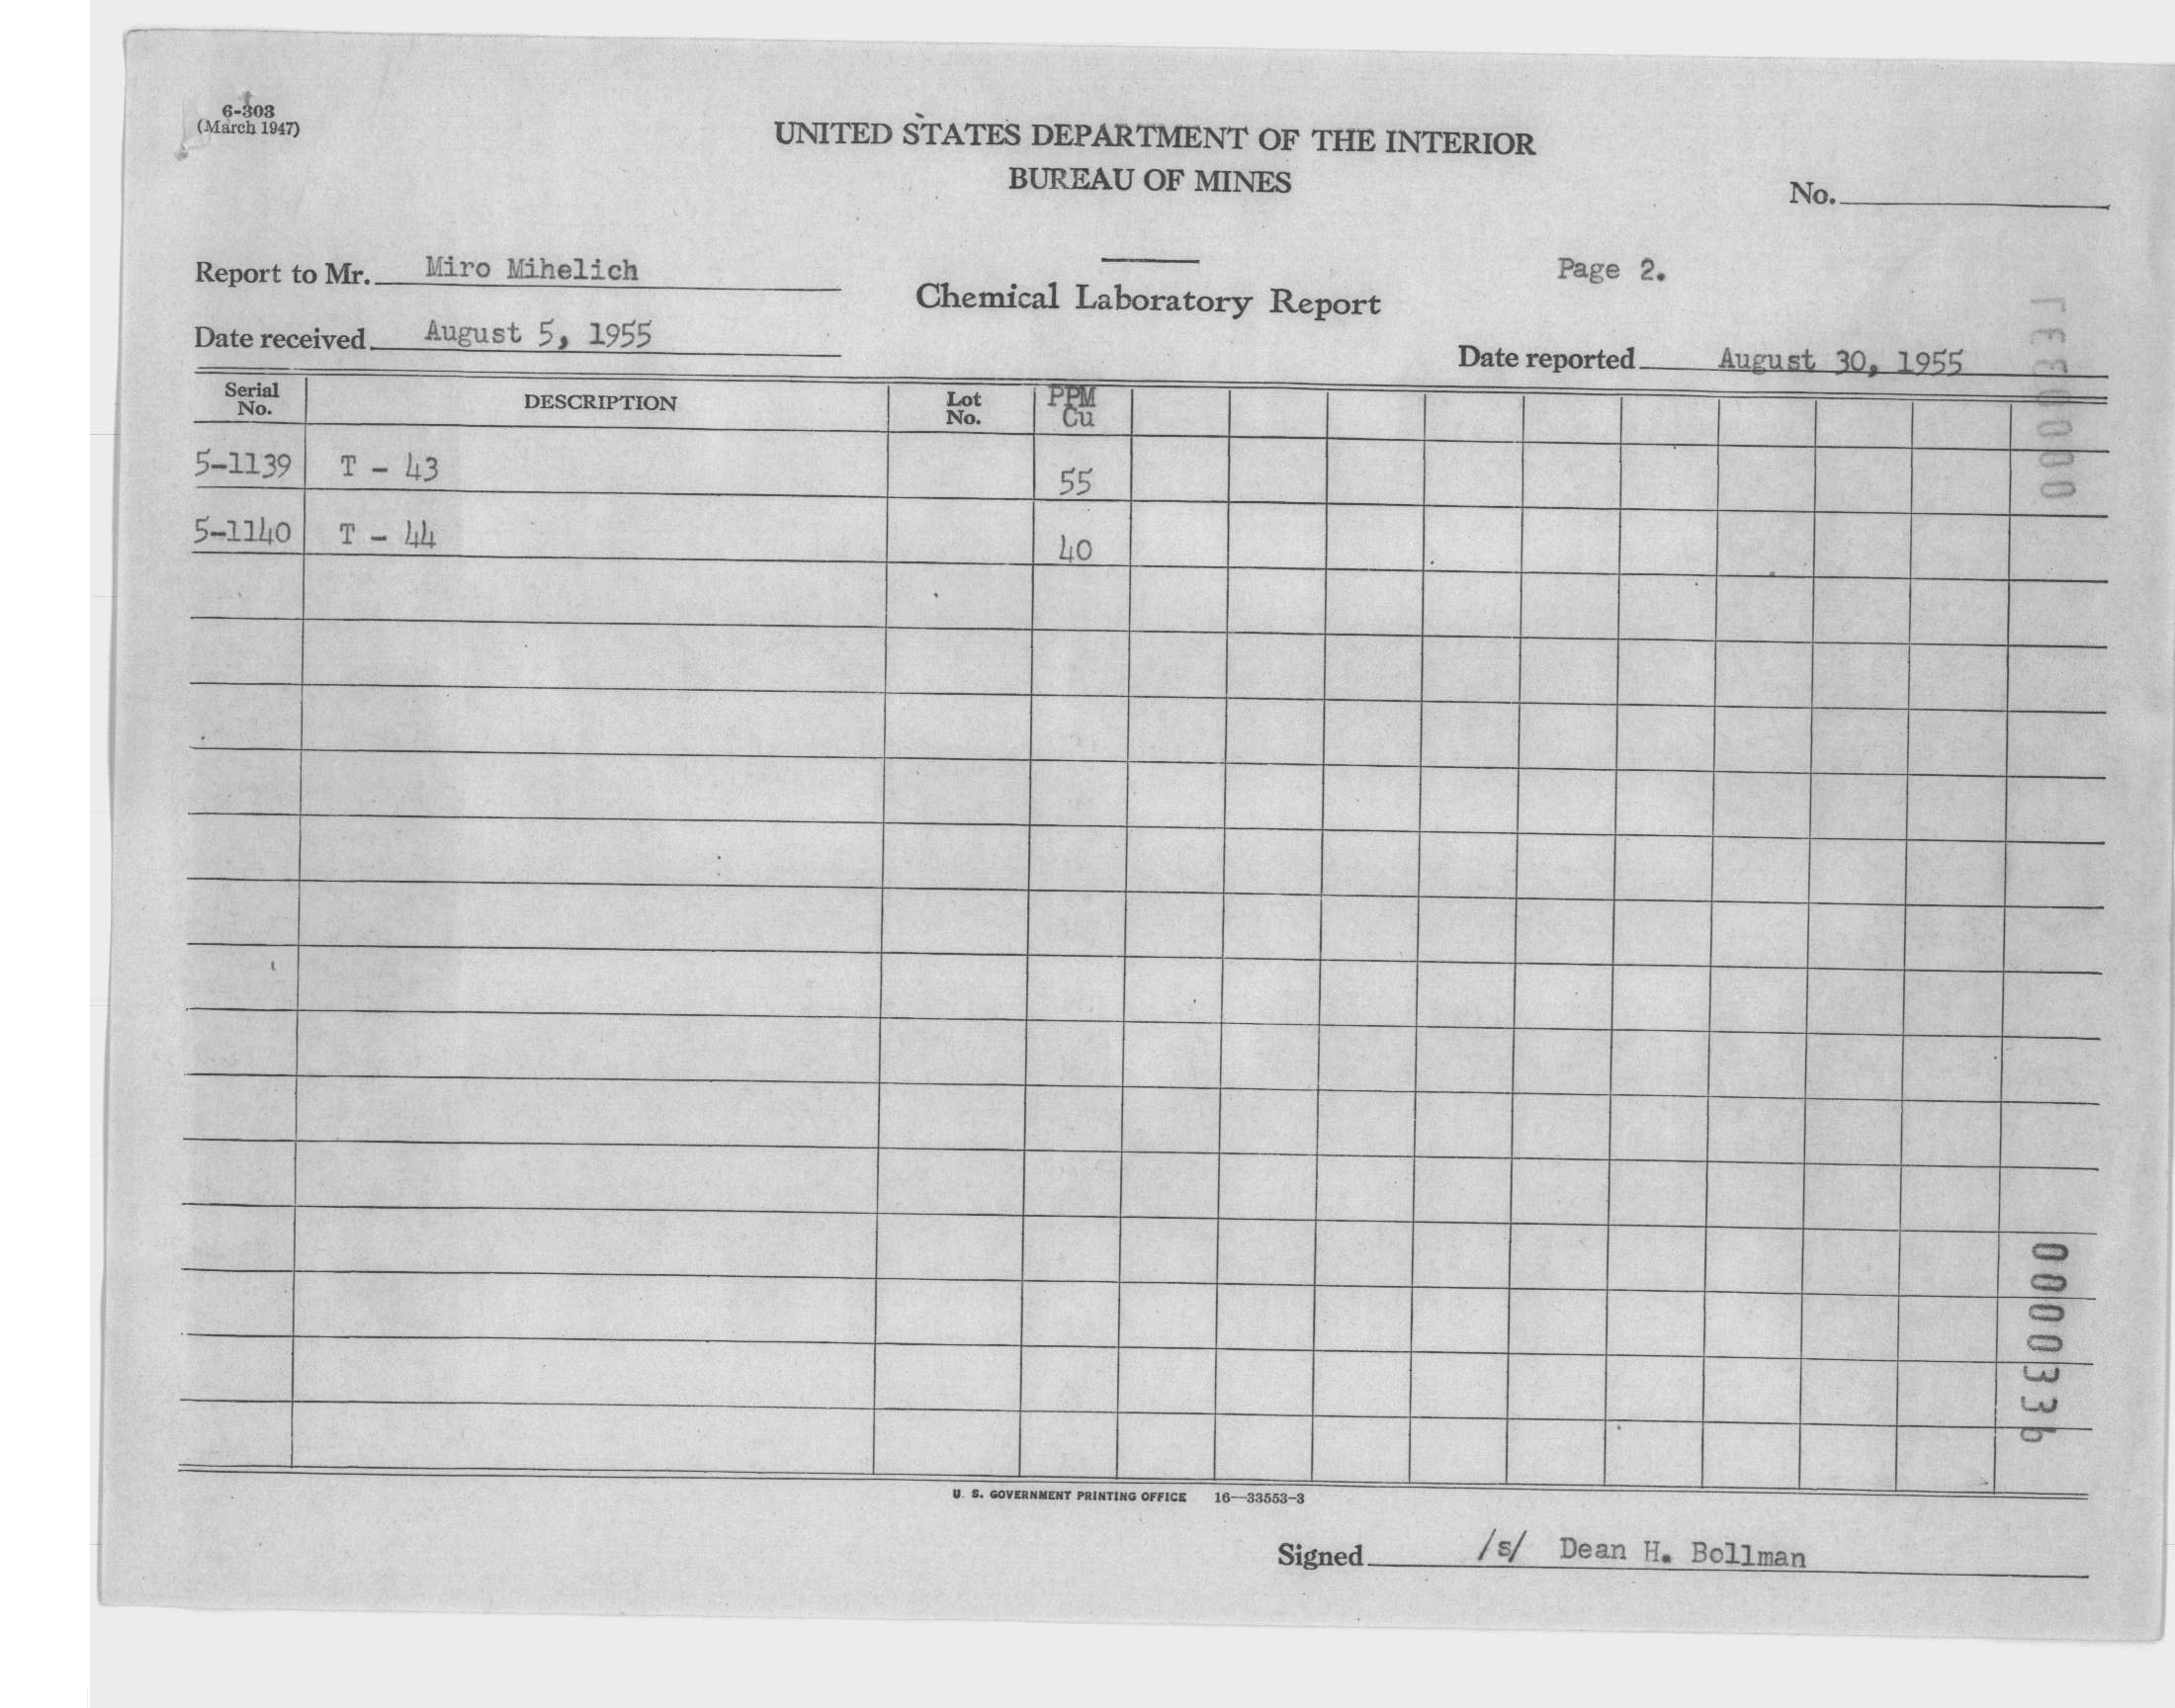 6-303
(March 1947)
UNITED STATES DEPARTMENT OF THE INTERIOR
BUREAU OF MINES
No.
Report to Mr. Miro Mihelich
Page 2.
Chemical Laboratory Report
Date received August 5, 1955
Date reported August 30, 1955
Serial No. DESCRIPTION Lot No. PPM Cu
5-1139 T - 43 55
5-1140 T - 44 40
0000337
0000336
U. S. GOVERNMENT PRINTING OFFICE 16—33553-3
Signed /s/ Dean H. Bollman